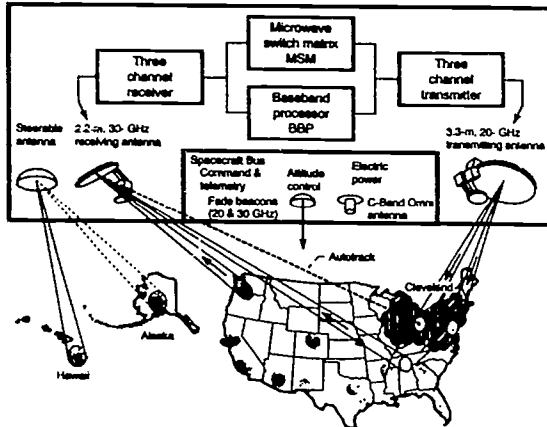 Microwave
switch matrix
MSM
Three
channel
receiver
Three
channel
transmitter
Baseband
processor
BBP
Steerable
antenna
2.2-m, 30- GHz
receiving antenna
3.3-m, 20- GHz
transmitting antenna
Spacecraft Bus
Command &
telemetry
Fade beacons
(20 & 30 GHz)
Attitude
control
Electric
power
C-Band Omni
antenna
Autotrack
Cleveland
Alaska
Hawaii